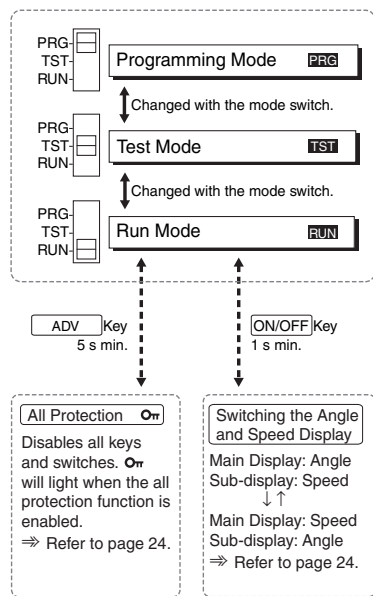 PRG
TST
RUN
Programming Mode PRG
Changed with the mode switch.
PRG
TST
RUN
Test Mode TST
Changed with the mode switch.
PRG
TST
RUN
Run Mode RUN
ADV Key
5 s min.
ON/OFF Key
1 s min.
All Protection
Disables all keys
and switches.
will light when the all
protection function is
enabled.
⇒ Refer to page 24.
Switching the Angle
and Speed Display
Main Display: Angle
Sub-display: Speed
↓ ↑
Main Display: Speed
Sub-display: Angle
⇒ Refer to page 24.